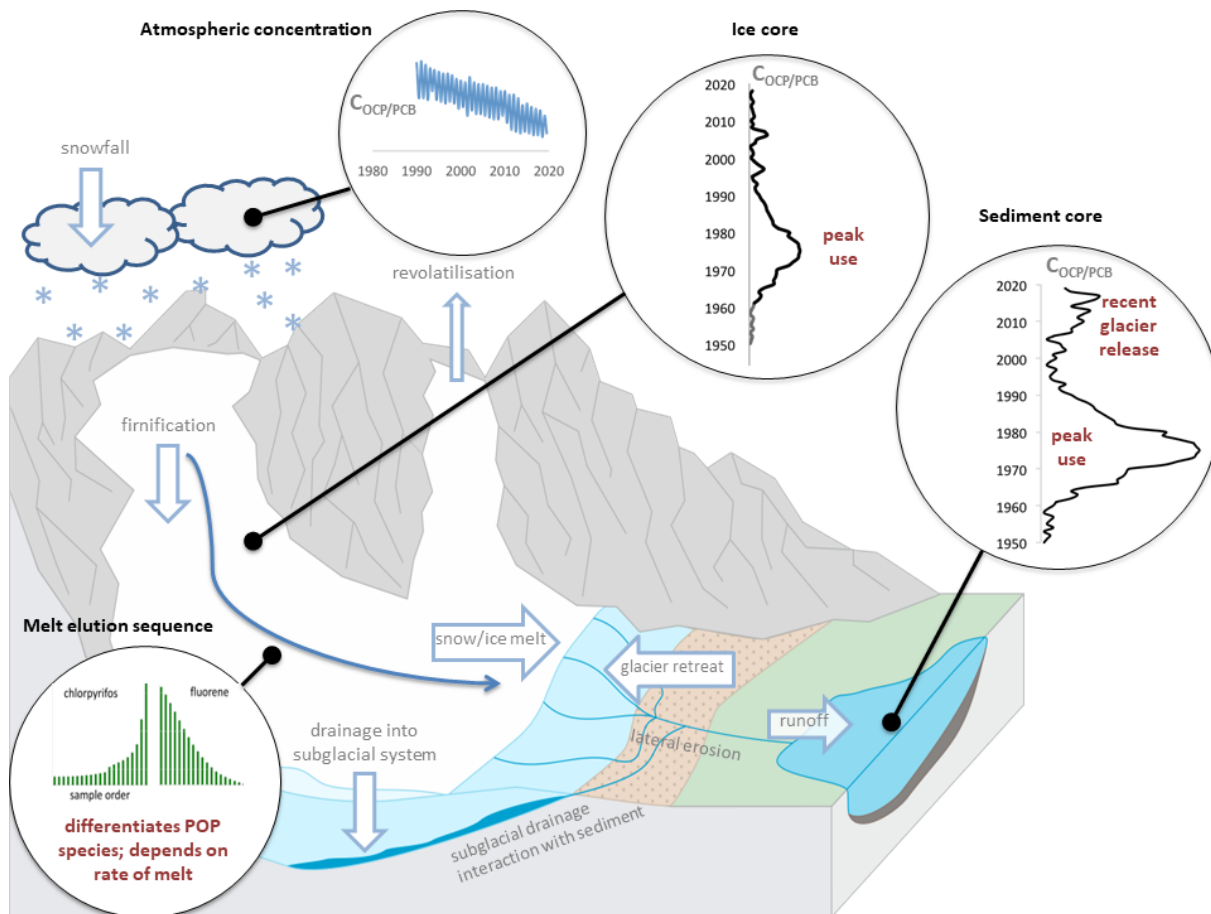 Atmospheric concentration
C_OCP/PCB
1980
1990
2000
2010
2020
Ice core
C_OCP/PCB
2020
2010
2000
1990
1980
1970
1960
1950
peak
use
Sediment core
C_OCP/PCB
2020
2010
2000
1990
1980
1970
1960
1950
recent
glacier
release
peak
use
snowfall
revolatilisation
firnification
Melt elution sequence
chlorpyrifos
fluorene
sample order
differentiates POP
species; depends on
rate of melt
snow/ice melt
glacier retreat
drainage into
subglacial system
lateral erosion
runoff
subglacial drainage
interaction with sediment